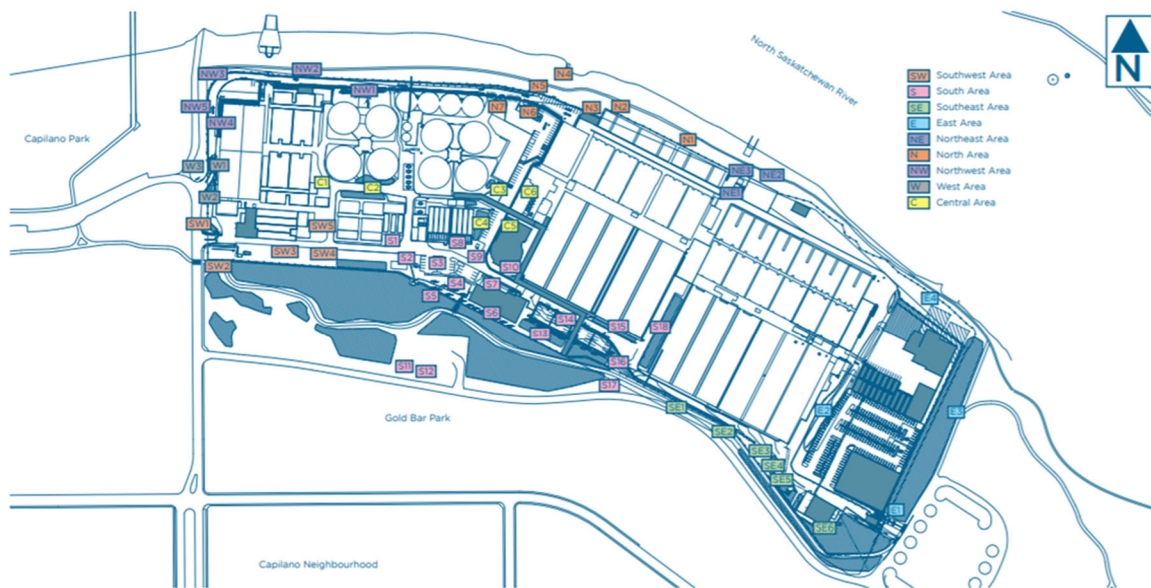 North Saskatchewan River
N
SW Southwest Area
S South Area
SE Southeast Area
E East Area
NE Northeast Area
N North Area
NW Northwest Area
W West Area
C Central Area
Capilano Park
Gold Bar Park
Capilano Neighbourhood
NW3
NW2
NW1
NW5
NW4
N4
N5
N7
N6
N3
N2
N1
NE3
NE2
NE1
W3
W1
W2
C1
C2
C3
C6
C4
C5
SW1
SW5
SW3
SW4
SW2
S1
S2
S3
S8
S9
S10
S4
S7
S5
S6
S14
S13
S15
S18
S16
S11
S12
S17
SE1
SE2
SE3
SE4
SE5
SE6
E4
E2
E3
E1